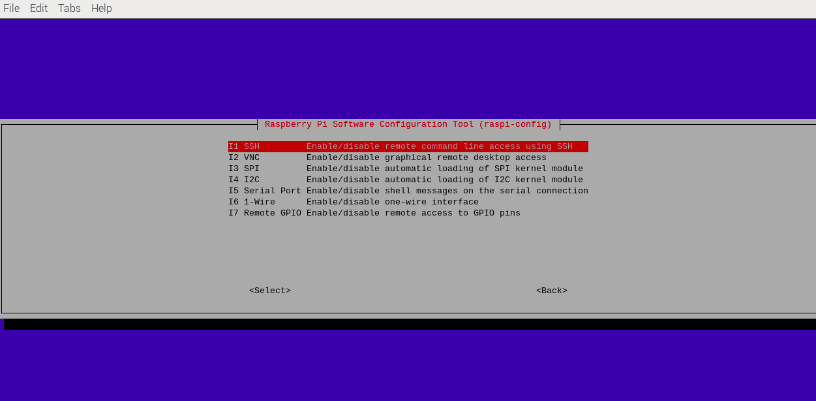 File Edit Tabs Help
Raspberry Pi Software Configuration Tool (raspi-config)
I1 SSH Enable/disable remote command line access using SSH
I2 VNC Enable/disable graphical remote desktop access
I3 SPI Enable/disable automatic loading of SPI kernel module
I4 I2C Enable/disable automatic loading of I2C kernel module
I5 Serial Port Enable/disable shell messages on the serial connection
I6 1-Wire Enable/disable one-wire interface
I7 Remote GPIO Enable/disable remote access to GPIO pins
<Select> <Back>